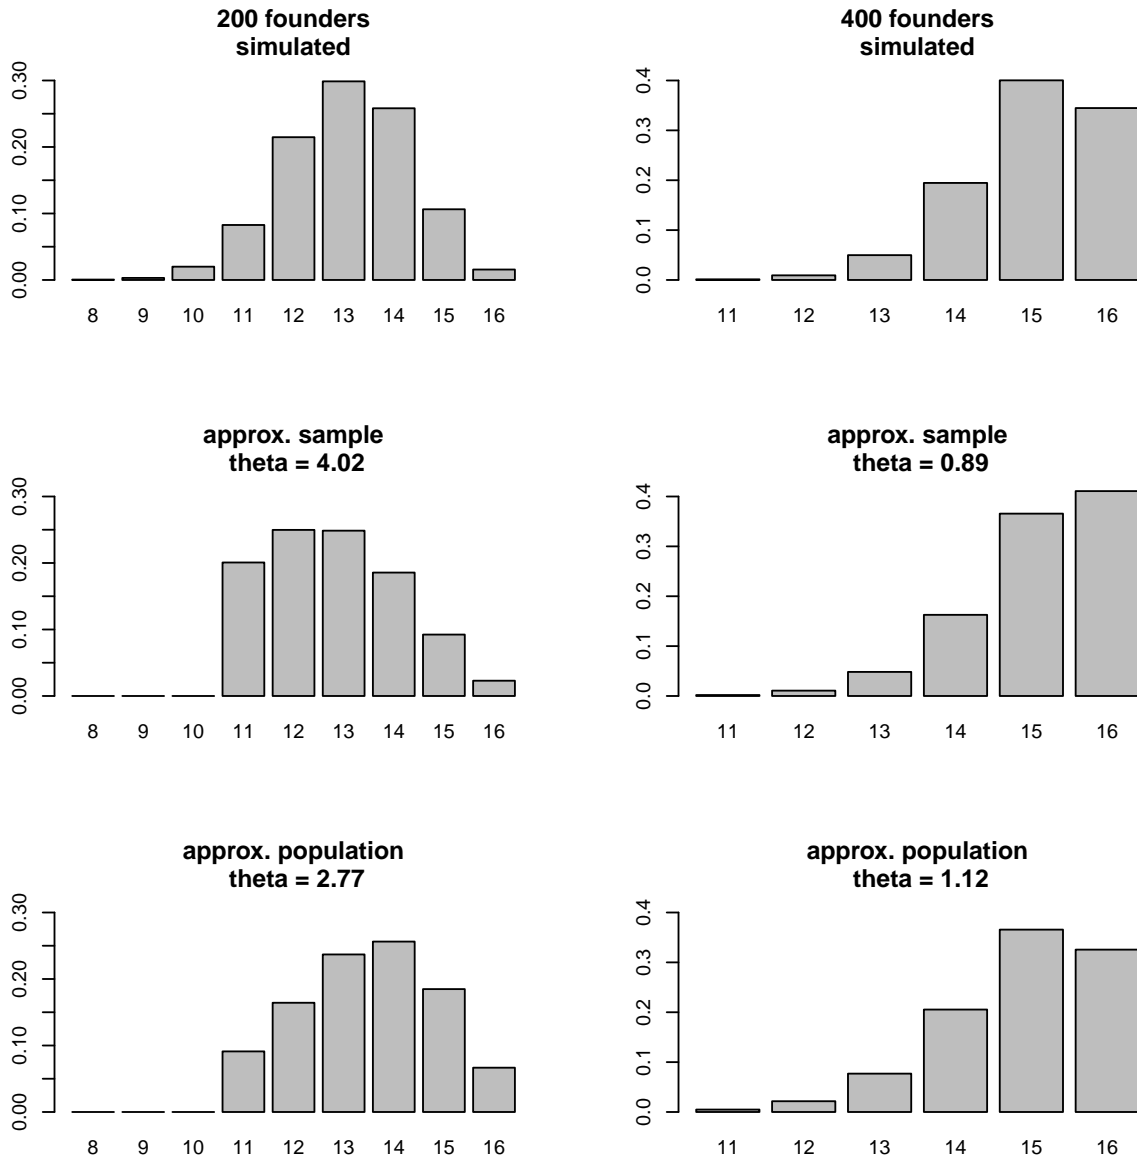 200 founders
simulated
0.00
0.10
0.20
0.30
8 9 10 11 12 13 14 15 16
400 founders
simulated
0.0
0.1
0.2
0.3
0.4
11 12 13 14 15 16
approx. sample
theta = 4.02
0.00
0.10
0.20
0.30
8 9 10 11 12 13 14 15 16
approx. sample
theta = 0.89
0.0
0.1
0.2
0.3
0.4
11 12 13 14 15 16
approx. population
theta = 2.77
0.00
0.10
0.20
0.30
8 9 10 11 12 13 14 15 16
approx. population
theta = 1.12
0.0
0.1
0.2
0.3
0.4
11 12 13 14 15 16